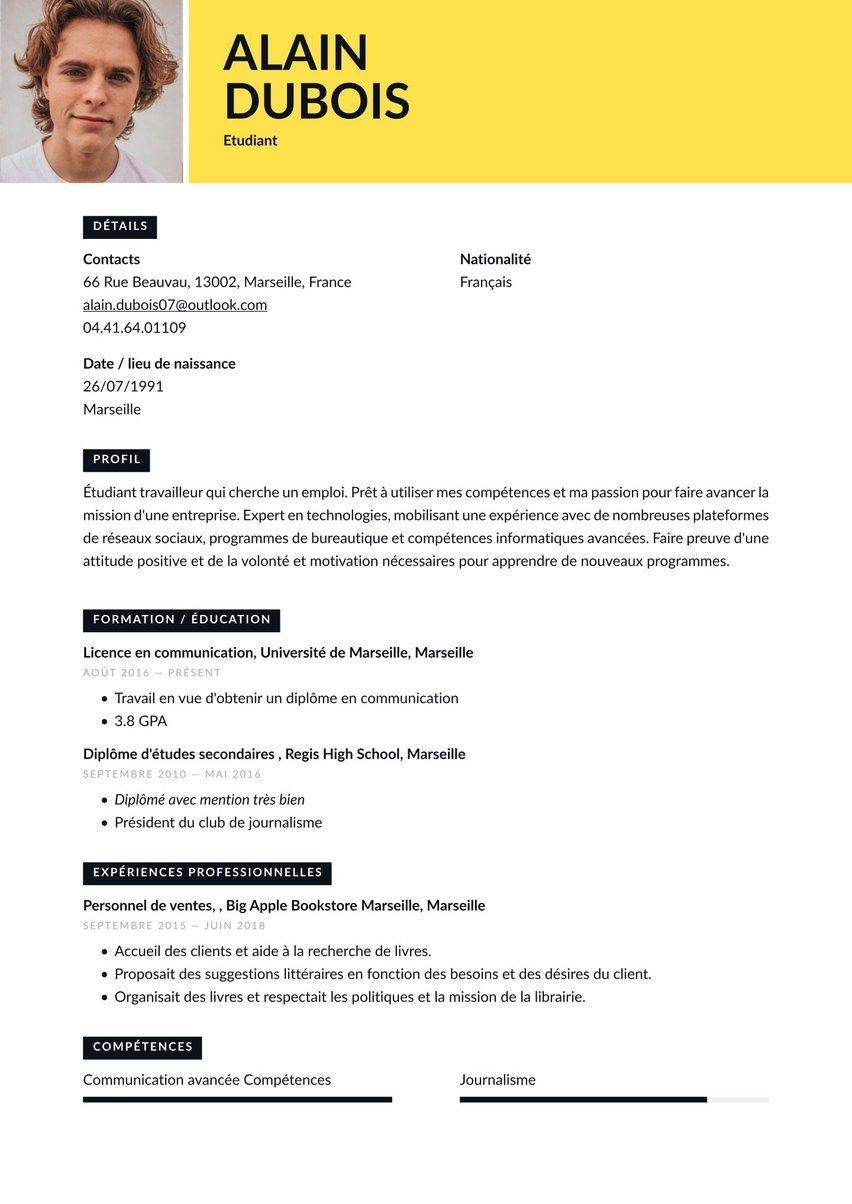 ALAIN
DUBOIS
Etudiant
DÉTAILS
Contacts
66 Rue Beauvau, 13002, Marseille, France
alain.dubois07@outlook.com
04.41.64.01109
Nationalité
Français
Date / lieu de naissance
26/07/1991
Marseille
PROFIL
Étudiant travailleur qui cherche un emploi. Prêt à utiliser mes compétences et ma passion pour faire avancer la
mission d'une entreprise. Expert en technologies, mobilisant une expérience avec de nombreuses plateformes
de réseaux sociaux, programmes de bureautique et compétences informatiques avancées. Faire preuve d'une
attitude positive et de la volonté et motivation nécessaires pour apprendre de nouveaux programmes.
FORMATION / ÉDUCATION
Licence en communication, Université de Marseille, Marseille
AOÛT 2016 — PRÉSENT
• Travail en vue d'obtenir un diplôme en communication
• 3.8 GPA
Diplôme d'études secondaires , Regis High School, Marseille
SEPTEMBRE 2010 — MAI 2016
• Diplômé avec mention très bien
• Président du club de journalisme
EXPÉRIENCES PROFESSIONNELLES
Personnel de ventes, , Big Apple Bookstore Marseille, Marseille
SEPTEMBRE 2015 — JUIN 2018
• Accueil des clients et aide à la recherche de livres.
• Proposait des suggestions littéraires en fonction des besoins et des désires du client.
• Organisait des livres et respectait les politiques et la mission de la librairie.
COMPÉTENCES
Communication avancée Compétences
Journalisme